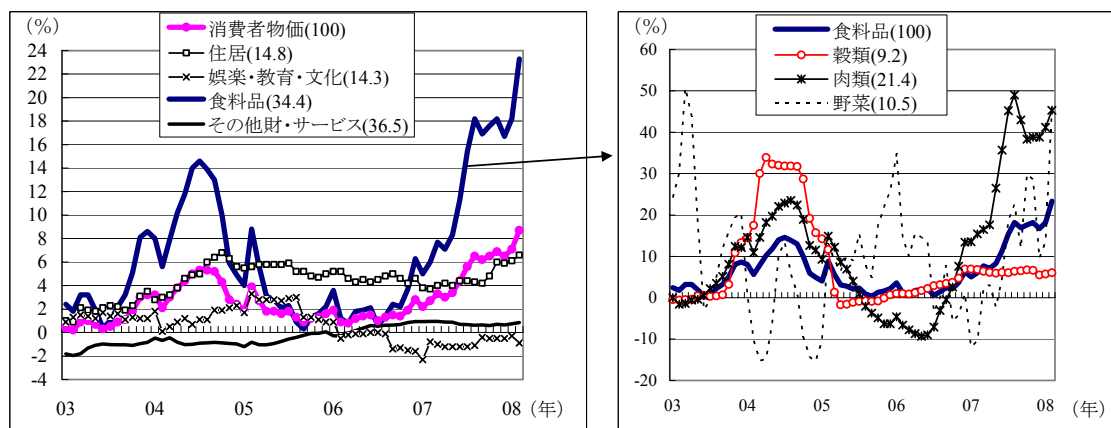 (%)
消費者物価(100)
住居(14.8)
娯楽・教育・文化(14.3)
食料品(34.4)
その他財・サービス(36.5)
24
22
20
18
16
14
12
10
8
6
4
2
0
-2
-4
03 04 05 06 07 08 (年)
(%)
食料品(100)
穀類(9.2)
肉類(21.4)
野菜(10.5)
60
50
40
30
20
10
0
-10
-20
03 04 05 06 07 08 (年)